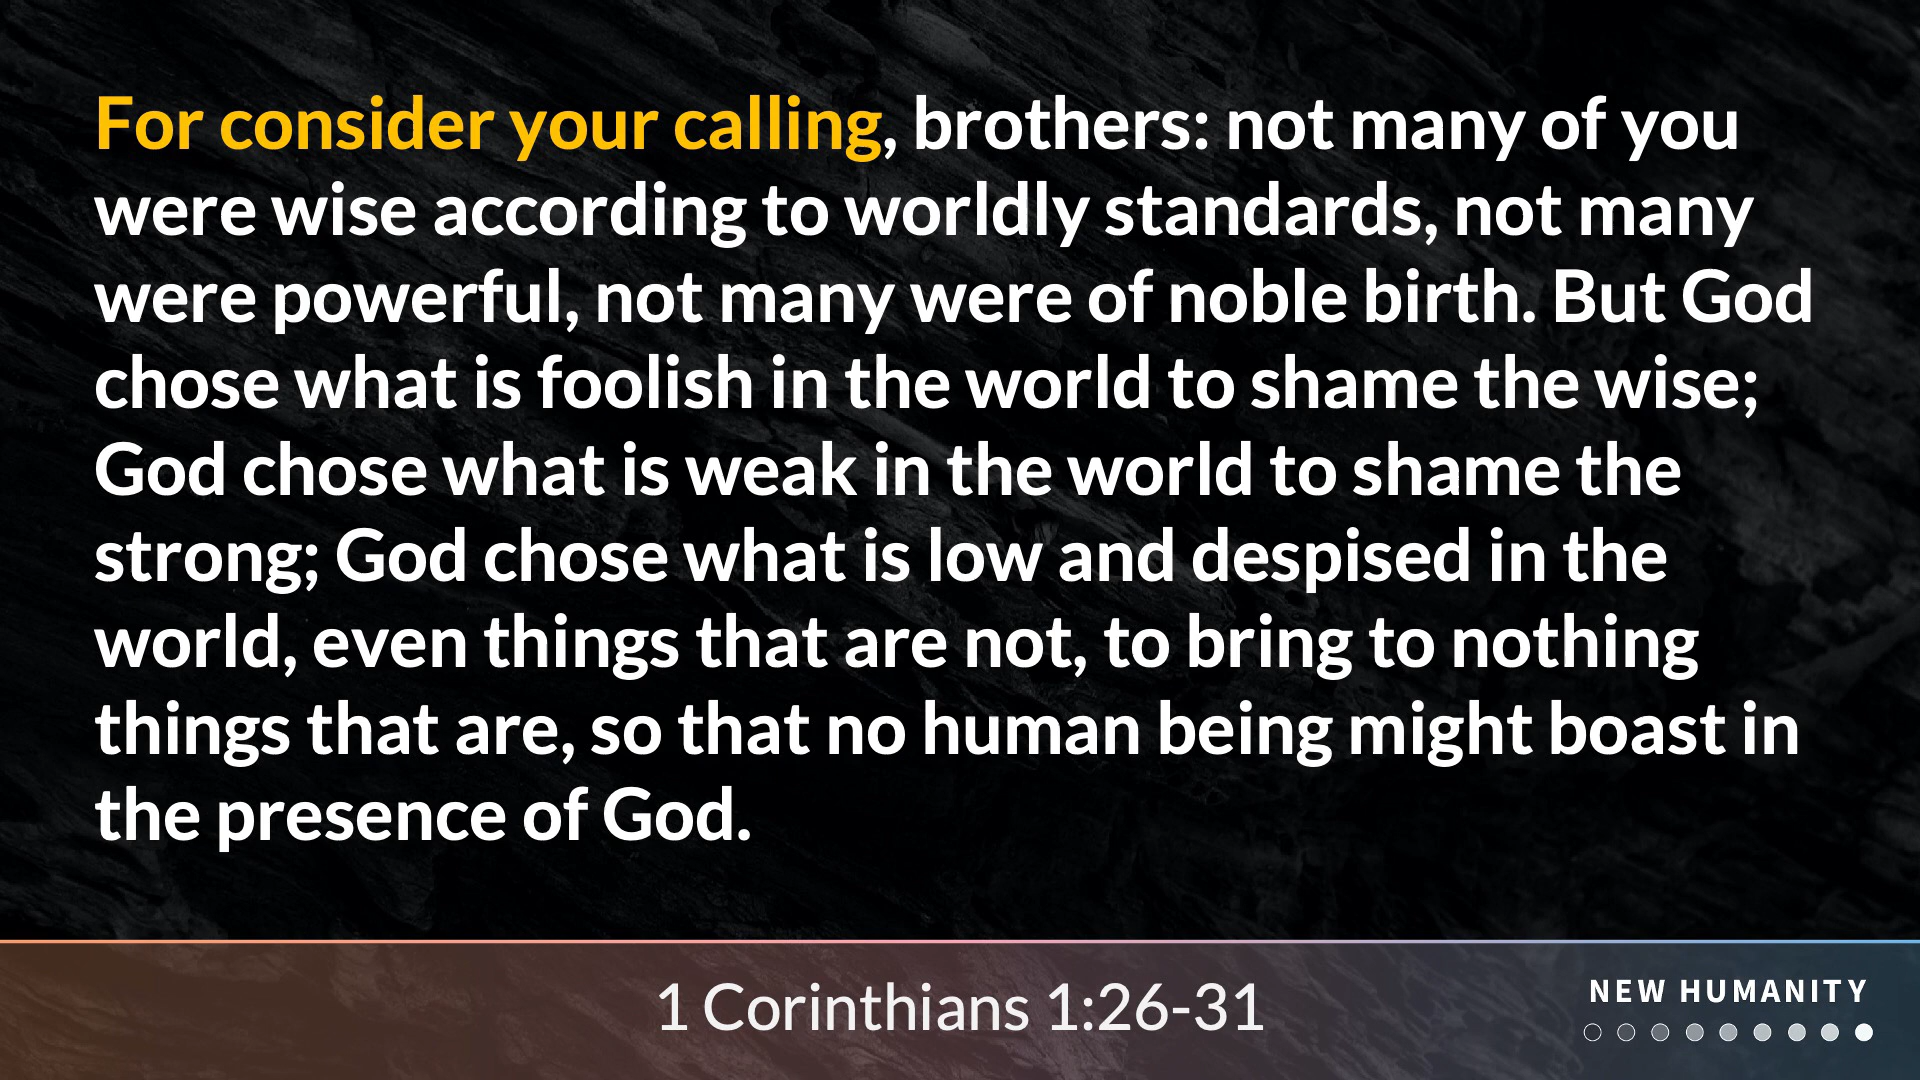 For consider your calling, brothers: not many of you
were wise according to worldly standards, not many
were powerful, not many were of noble birth. But God
chose what is foolish in the world to shame the wise;
God chose what is weak in the world to shame the
strong; God chose what is low and despised in the
world, even things that are not, to bring to nothing
things that are, so that no human being might boast in
the presence of God.
1 Corinthians 1:26-31
NEW HUMANITY